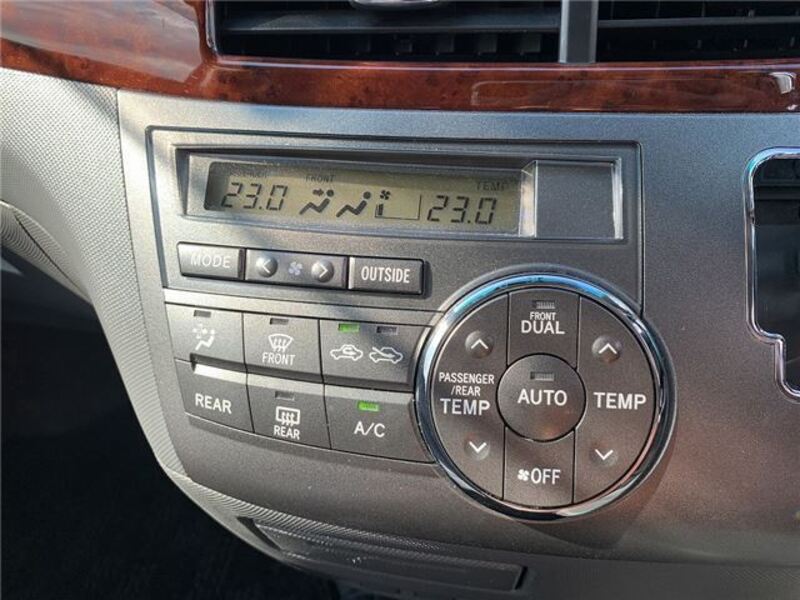 FRONT TEMP
23.0 23.0
MODE OUTSIDE
FRONT
DUAL
FRONT
PASSENGER
/REAR
TEMP
AUTO
TEMP
REAR
REAR
A/C
OFF